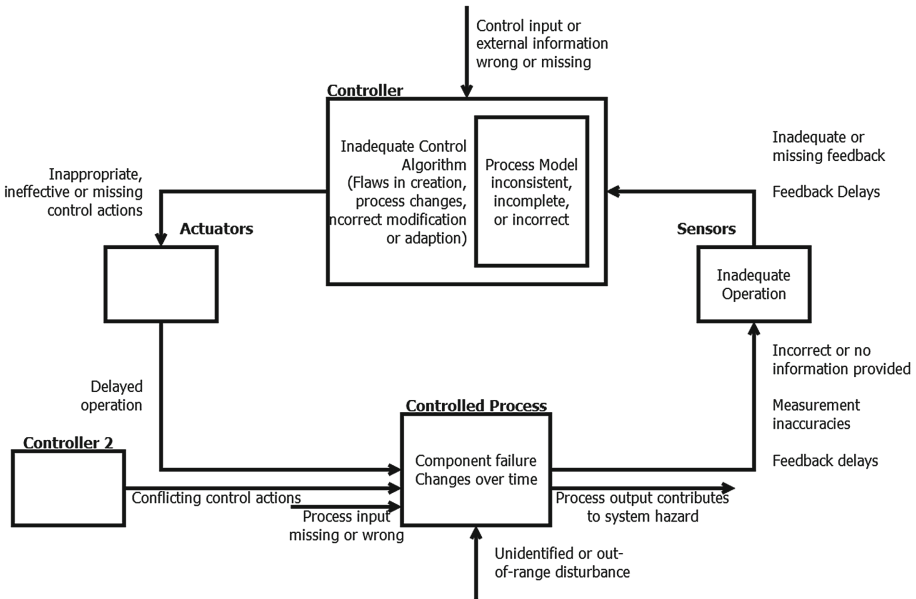 Control input or
external information
wrong or missing
Controller
Inadequate Control
Algorithm
(Flaws in creation,
process changes,
ncorrect modification
or adaption)
Process Model
inconsistent,
incomplete,
or incorrect
Inadequate or
missing feedback
Feedback Delays
Inappropriate,
ineffective or missing
control actions
Actuators
Sensors
Inadequate
Operation
Delayed
operation
Incorrect or no
information provided
Measurement
inaccuracies
Feedback delays
Controlled Process
Component failure
Changes over time
Controller 2
Conflicting control actions
Process input
missing or wrong
Process output contributes
to system hazard
Unidentified or out-
of-range disturbance